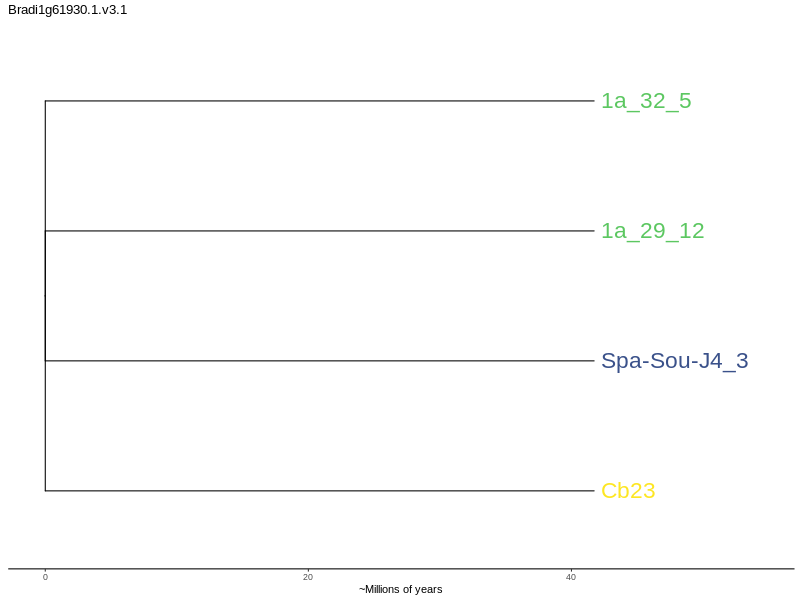 Bradi1g61930.1.v3.1
1a_32_5
1a_29_12
Spa-Sou-J4_3
Cb23
0 20 40
~Millions of years